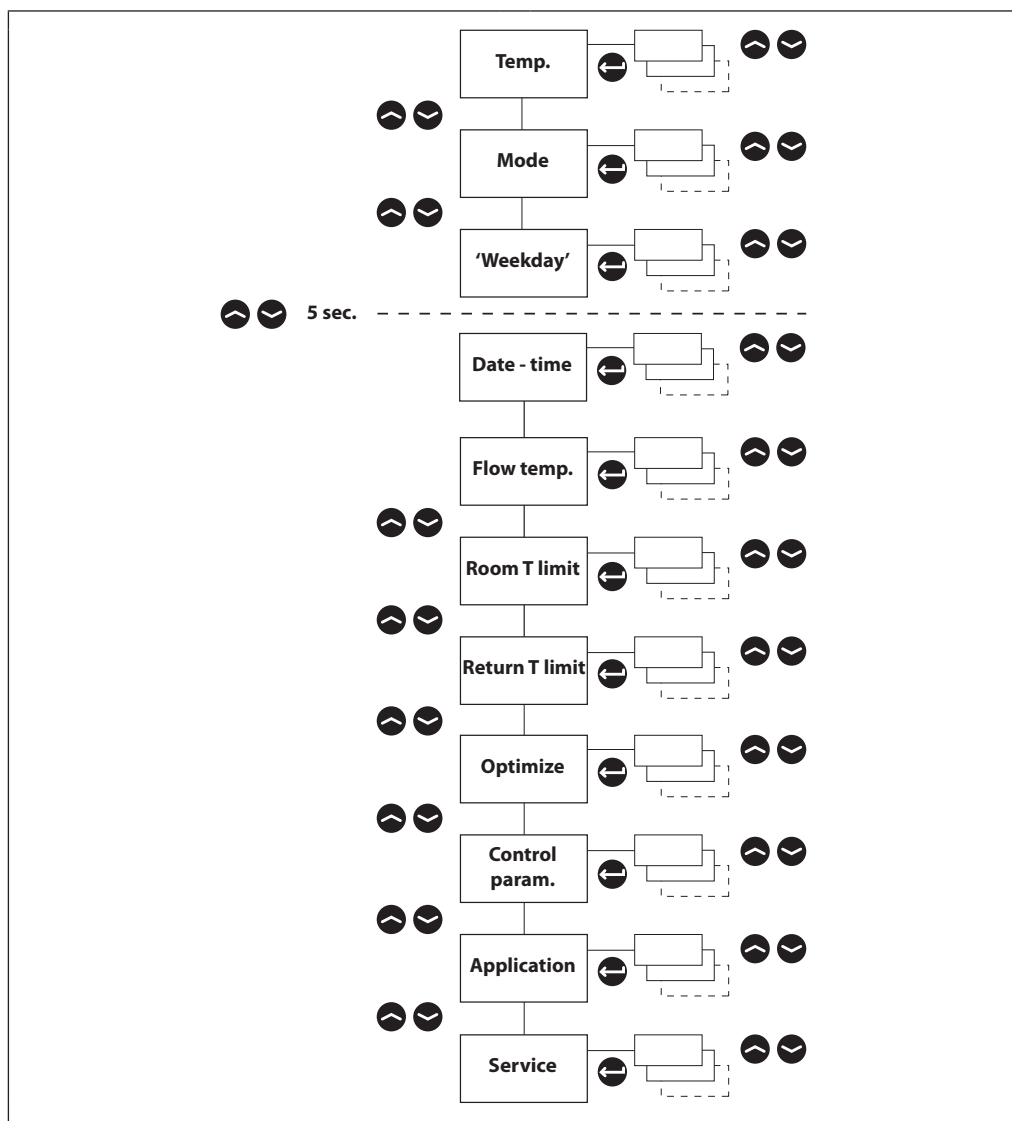 Temp.
Mode
‘Weekday’
5 sec.
Date - time
Flow temp.
Room T limit
Return T limit
Optimize
Control
param.
Application
Service